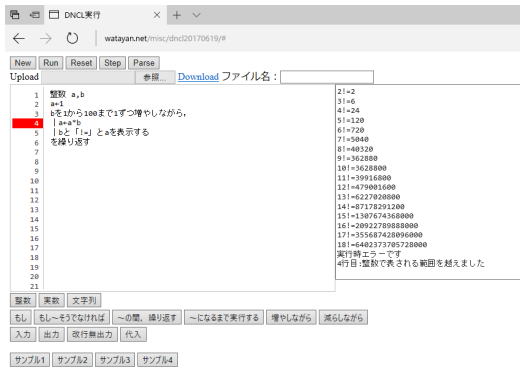 DNCL実行
watayan.net/misc/dncl20170619/#
New Run Reset Step Parse
Upload 参照... Download ファイル名：
1 整数 a,b
2 a←1
3 bを1から100まで1ずつ増やしながら，
4 ｜a←a*b
5 ｜bと「!=」とaを表示する
6 を繰り返す
7
8
9
10
11
12
13
14
15
16
17
18
19
20
21
2!=2
3!=6
4!=24
5!=120
6!=720
7!=5040
8!=40320
9!=362880
10!=3628800
11!=39916800
12!=479001600
13!=6227020800
14!=87178291200
15!=1307674368000
16!=20922789888000
17!=355687428096000
18!=6402373705728000
実行時エラーです
4行目:整数で表される範囲を越えました
整数 実数 文字列
もし もし～そうでなければ ～の間、繰り返す ～になるまで実行する 増やしながら 減らしながら
入力 出力 改行無出力 代入
サンプル1 サンプル2 サンプル3 サンプル4